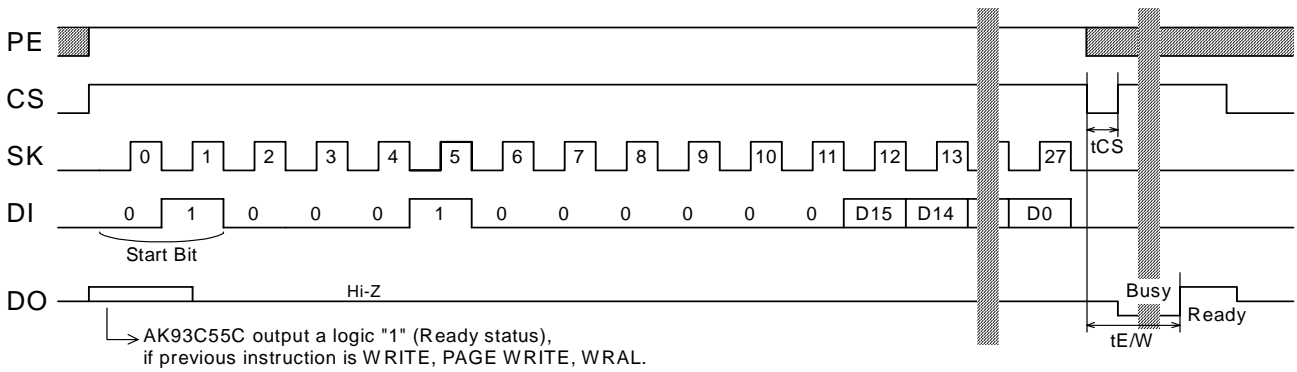 PE
CS
SK 0 1 2 3 4 5 6 7 8 9 10 11 12 13 27
tCS
DI 0 1 0 0 0 1 0 0 0 0 0 0 D15 D14 D0
Start Bit
DO Hi-Z Busy
Ready
AK93C55C output a logic "1" (Ready status),
tE/W
if previous instruction is WRITE, PAGE WRITE, WRAL.